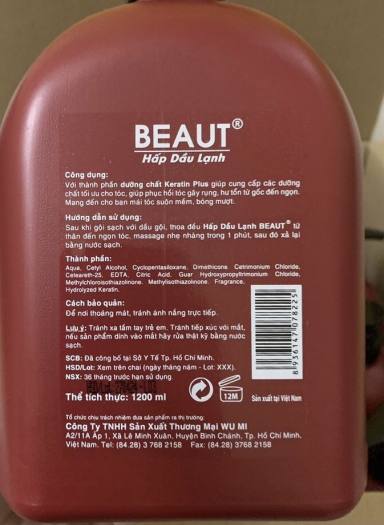 BEAUT®
Hấp Dầu Lạnh
Công dụng:
Với thành phần dưỡng chất Keratin Plus giúp cung cấp các dưỡng
chất tối ưu cho tóc, giúp phục hồi tóc gãy rụng, hư tổn từ gốc đến ngọn.
Mang đến cho bạn mái tóc suôn mềm, bóng mượt.
Hướng dẫn sử dụng:
Sau khi gội sạch với dầu gội, thoa đều Hấp Dầu Lạnh BEAUT® từ
thân đến ngọn tóc, massage nhẹ nhàng trong 1 phút, sau đó xả lại
bằng nước sạch.
Thành phần:
Aqua, Cetyl Alcohol, Cyclopentasiloxane, Dimethicone Cetrimonium Chloride,
Ceteareth-25, EDTA, Citric Acid, Guar Hydroxypropyltrimonium Chloride,
Methylchloroisothiazolinone, Methylisothiazolinone, Fragrance,
Hydrolyzed Keratin.
Cách bảo quản:
Để nơi thoáng mát, tránh ánh nắng trực tiếp.
Lưu ý: Tránh xa tầm tay trẻ em. Tránh tiếp xúc với mắt,
nếu sản phẩm dính vào mắt hãy rửa thật kỹ bằng nước
sạch.
SCB: Đã công bố tại Sở Y Tế Tp. Hồ Chí Minh.
HSD/Lot: Xem trên chai (ngày tháng năm - Lot: XXX).
NSX: 36 tháng trước hạn sử dụng.
Thể tích thực: 1200 ml
12M
Sản xuất tại Việt Nam
8936147078225
Tổ chức chịu trách nhiệm đưa sản phẩm ra thị trường:
Công Ty TNHH Sản Xuất Thương Mại WU MI
A2/11A Ấp 1, Xã Lê Minh Xuân, Huyện Bình Chánh, Tp. Hồ Chí Minh,
Việt Nam. Tel: (84.28) 3 768 2158 Fax: (84.28) 3768 2158